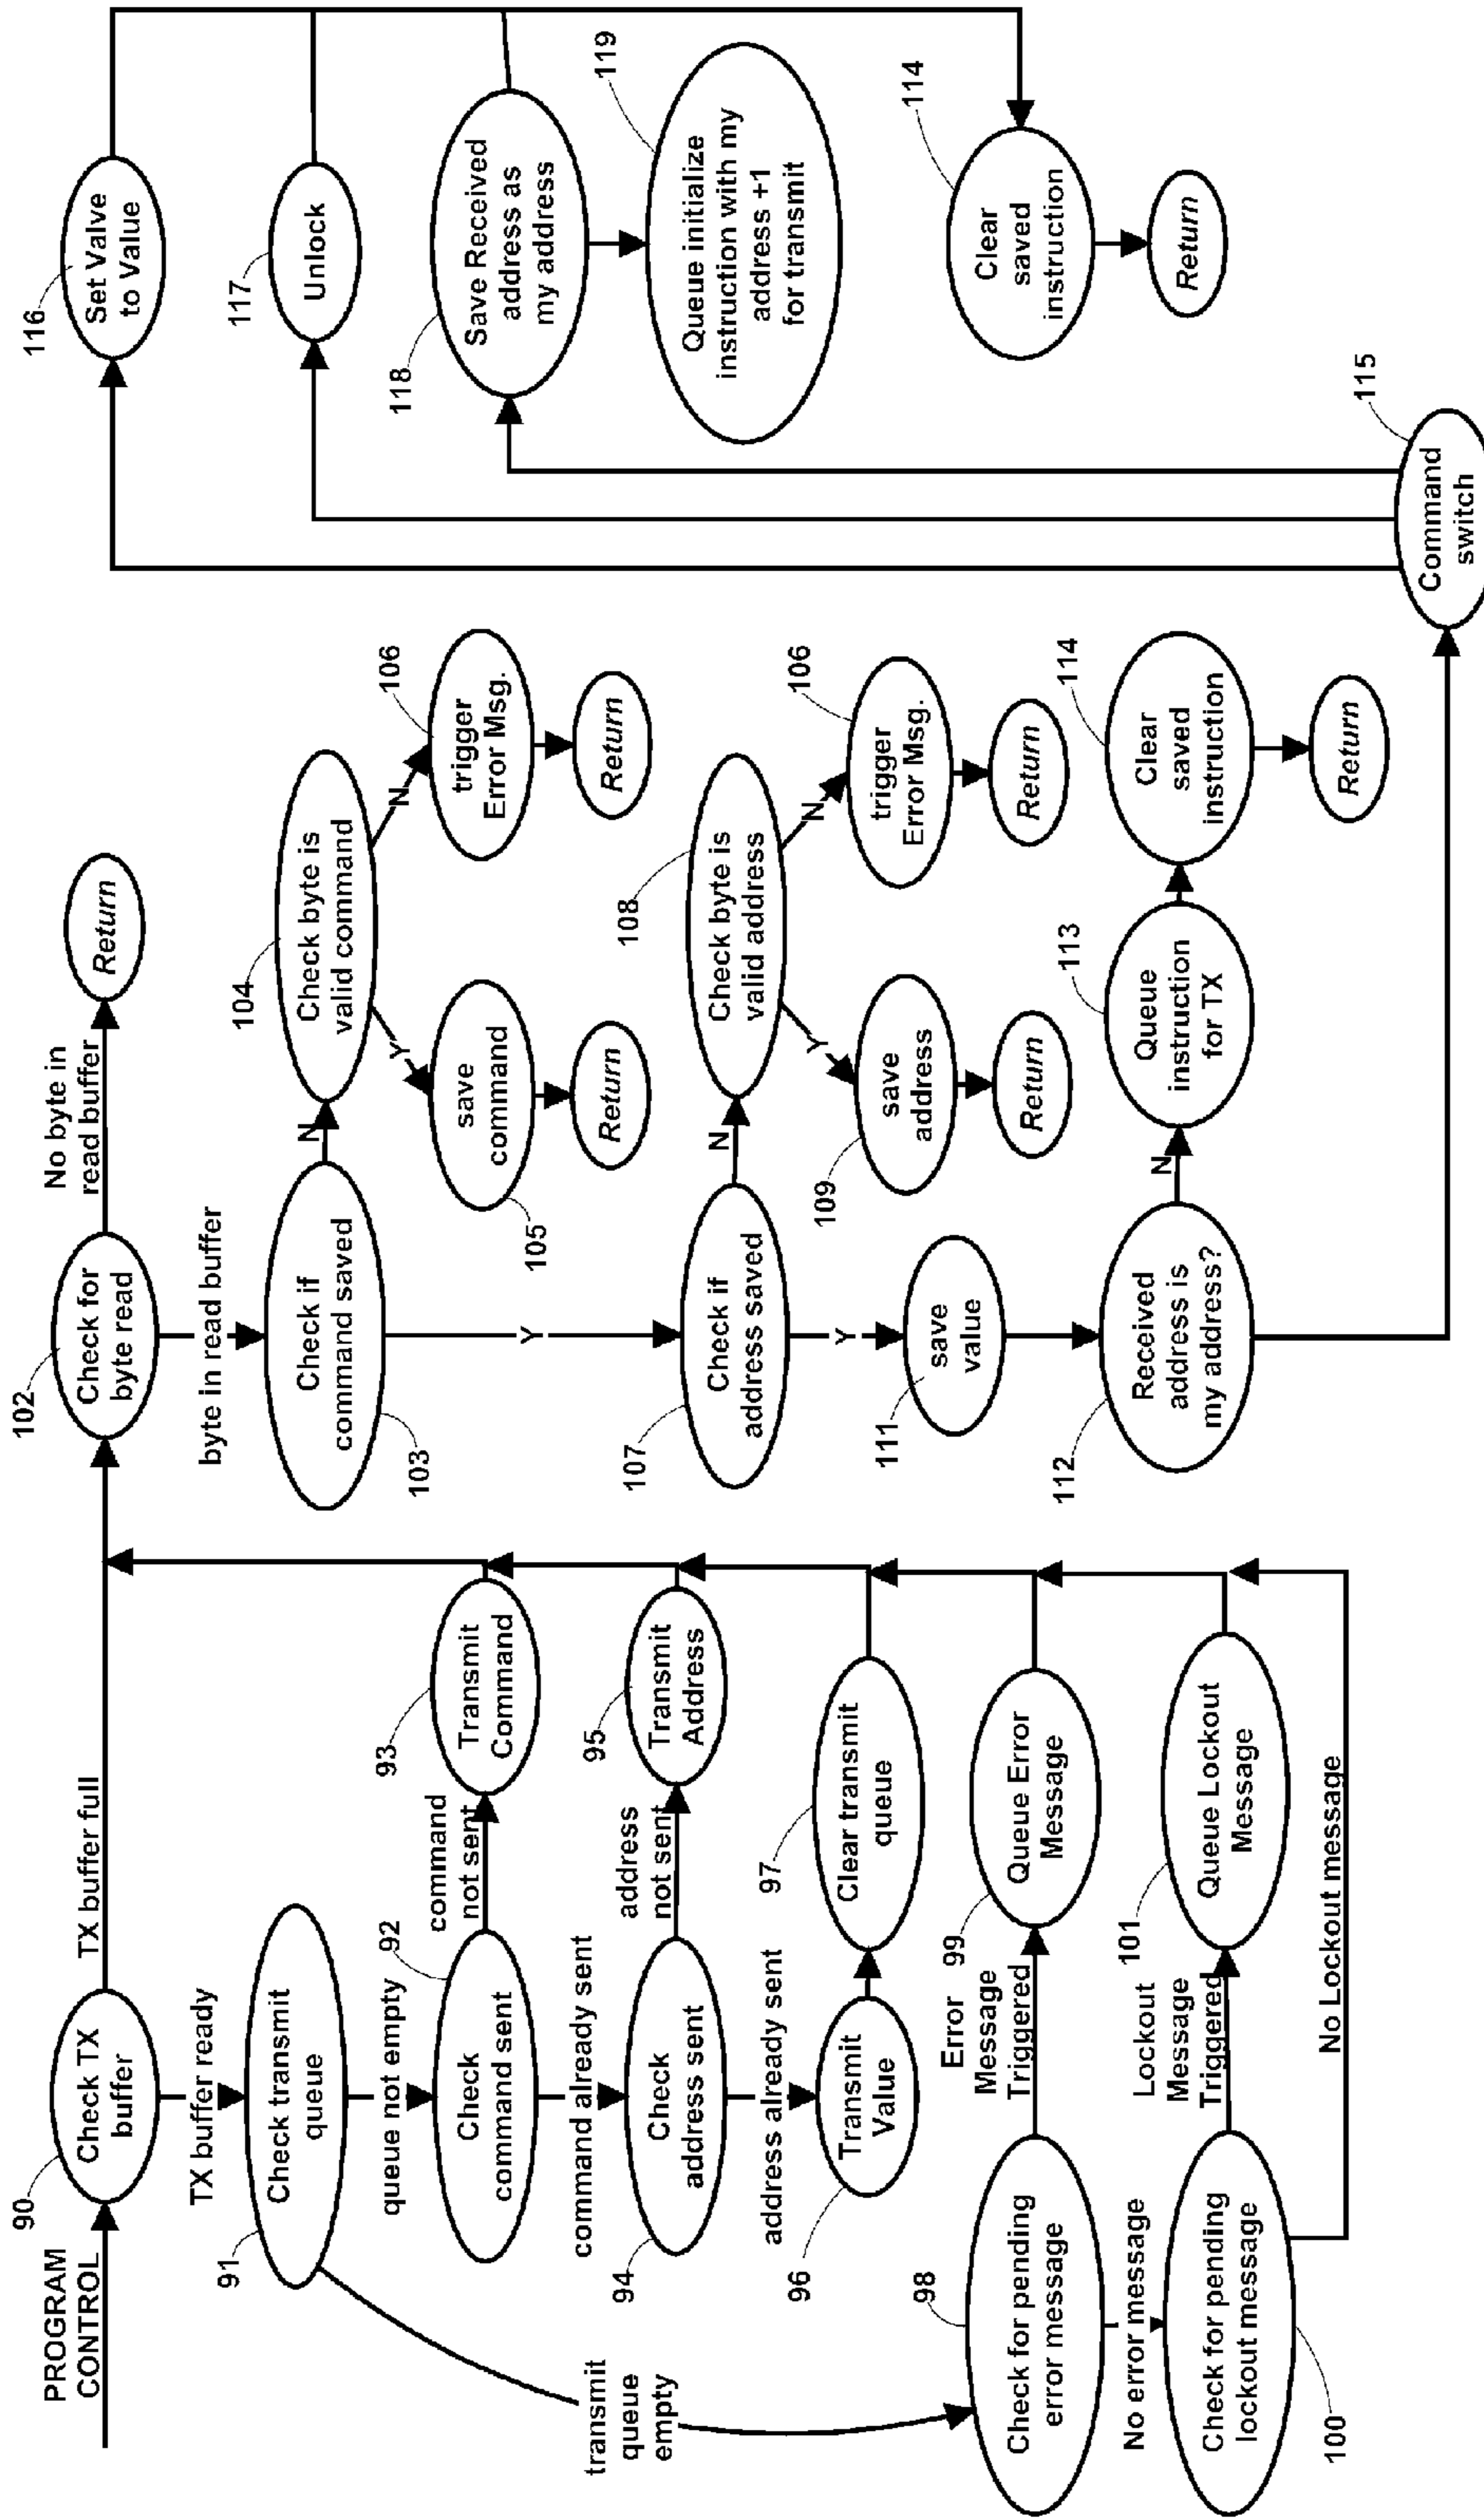 PROGRAM
CONTROL
90
Check TX
buffer
TX buffer full
TX buffer ready
91
Check transmit
queue
queue not empty
transmit
queue
empty
92
Check
command sent
command
not sent
93
Transmit
Command
command already sent
94
Check
address sent
address
not sent
95
Transmit
Address
address already sent
96
Transmit
Value
97
Clear transmit
queue
98
Check for pending
error message
Error
Message
Triggered
99
Queue Error
Message
No error message
100
Check for pending
lockout message
Lockout
Message
Triggered
101
Queue Lockout
Message
No Lockout message
102
Check for
byte read
No byte in
read buffer
Return
byte in read buffer
103
Check if
command saved
N
104
Check byte is
valid command
Y
N
105
save
command
Return
106
trigger
Error Msg.
Return
Y
107
Check if
address saved
N
108
Check byte is
valid address
Y
N
109
save
address
Return
106
trigger
Error Msg.
Return
Y
111
save
value
112
Received
address is
my address?
N
113
Queue
instruction
for TX
114
Clear
saved
instruction
Return
115
Command
switch
116
Set Valve
to Value
117
Unlock
118
Save Received
address as
my address
119
Queue initialize
instruction with my
address +1
for transmit
114
Clear
saved
instruction
Return